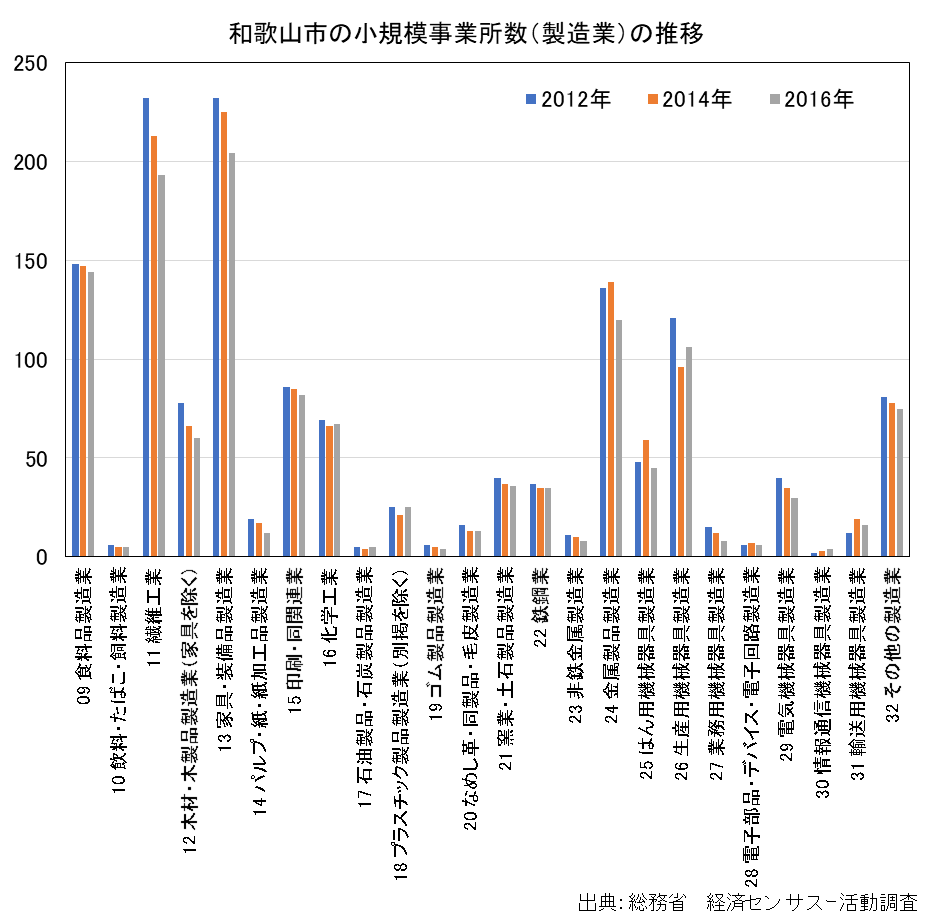 和歌山市の小規模事業所数（製造業）の推移
250
200
150
100
50
0
2012年 2014年 2016年
09 食料品製造業
10 飲料・たばこ・飼料製造業
11 繊維工業
12 木材・木製品製造業（家具を除く）
13 家具・装備品製造業
14 パルプ・紙・紙加工品製造業
15 印刷・同関連業
16 化学工業
17 石油製品・石炭製品製造業
18 プラスチック製品製造業（別掲を除く）
19 ゴム製品製造業
20 なめし革・同製品・毛皮製造業
21 窯業・土石製品製造業
22 鉄鋼業
23 非鉄金属製造業
24 金属製品製造業
25 はん用機械器具製造業
26 生産用機械器具製造業
27 業務用機械器具製造業
28 電子部品・デバイス・電子回路製造業
29 電気機械器具製造業
30 情報通信機械器具製造業
31 輸送用機械器具製造業
32 その他の製造業
出典：総務省　経済センサス-活動調査